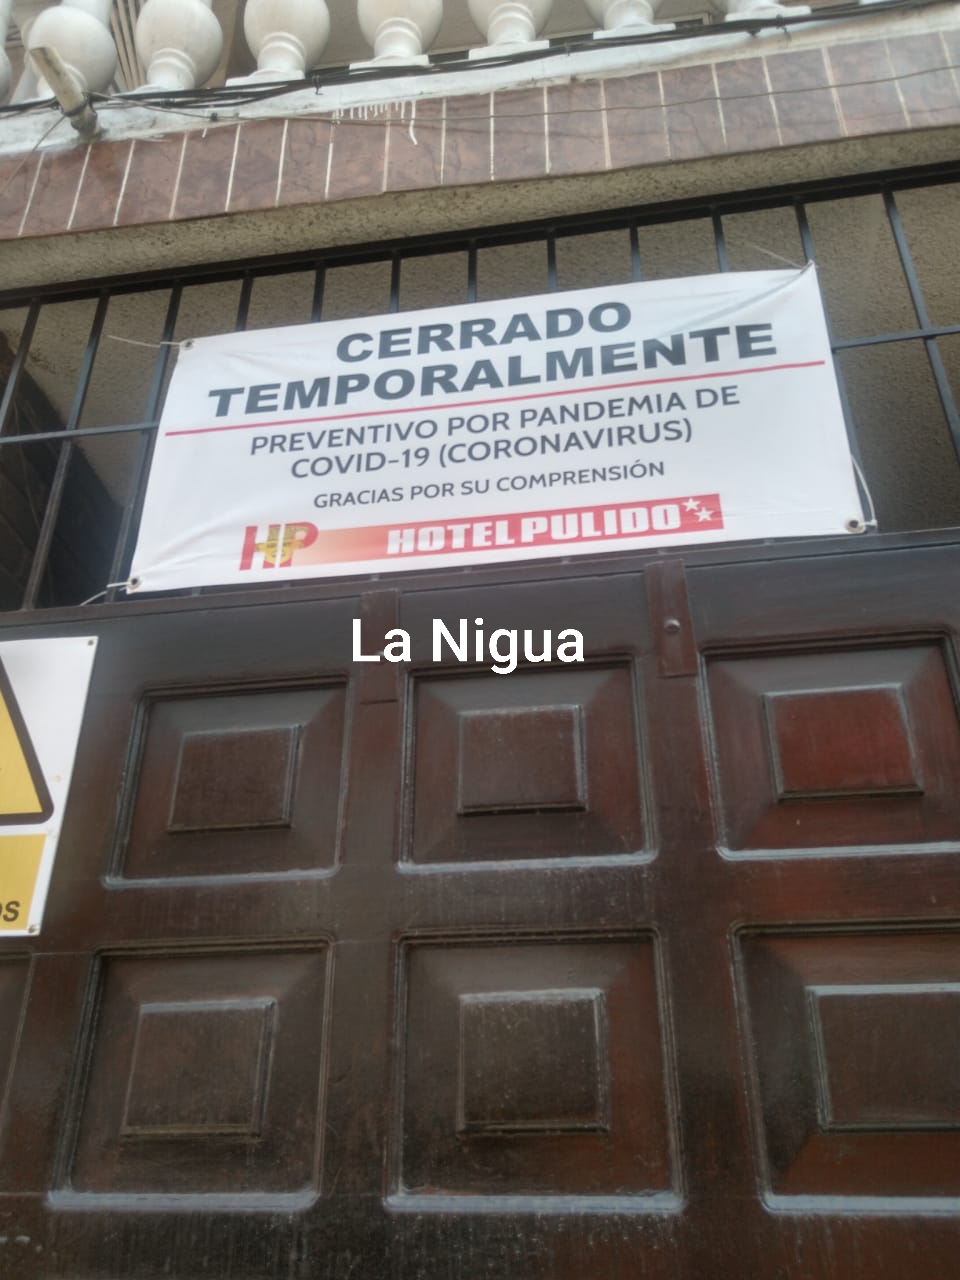 CERRADO
TEMPORALMENTE
PREVENTIVO POR PANDEMIA DE
COVID-19 (CORONAVIRUS)
GRACIAS POR SU COMPRENSIÓN
HP HOTEL PULIDO
La Nigua